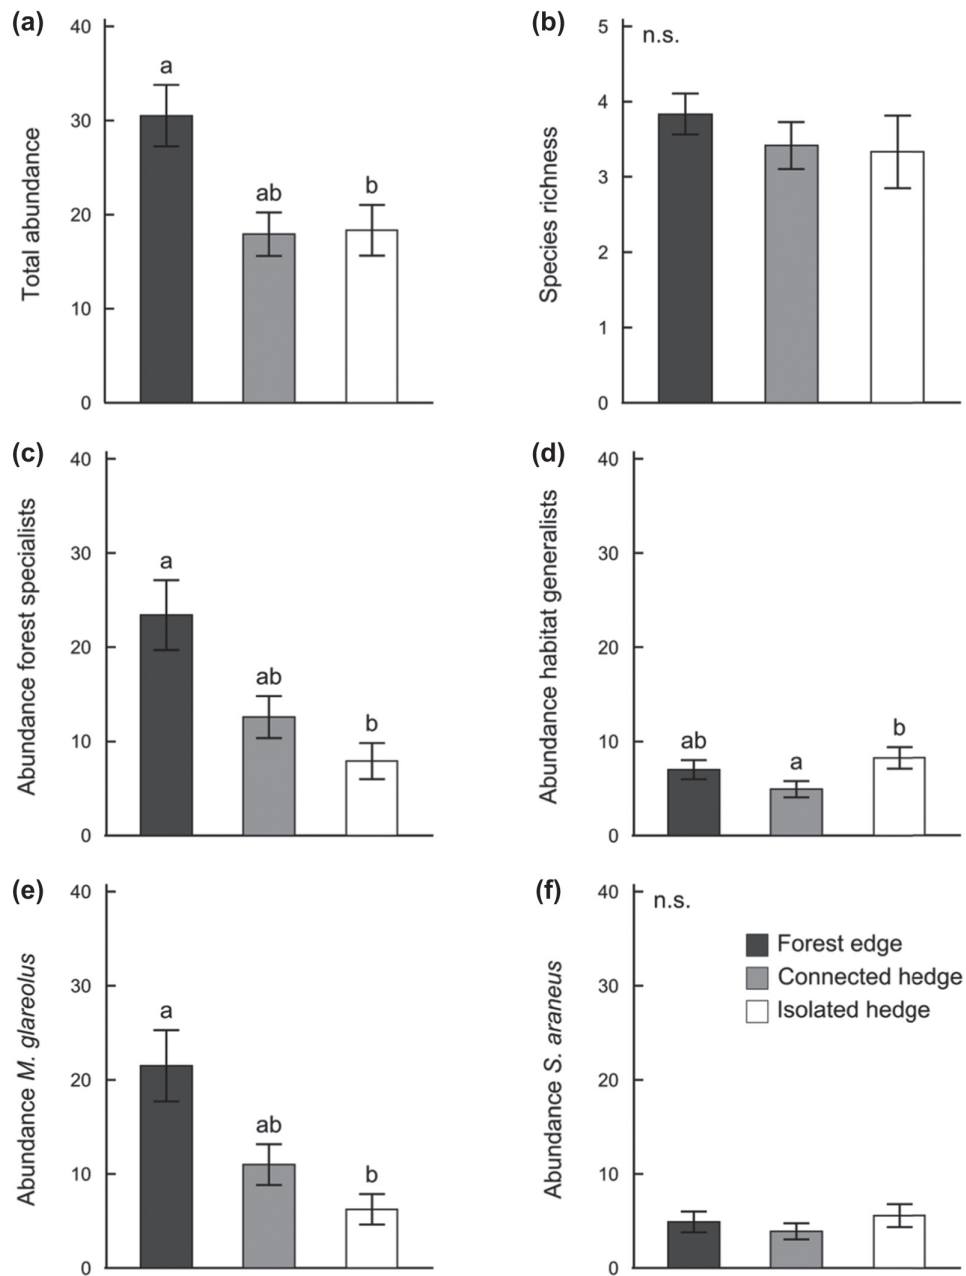 (a)
Total abundance
40
30
20
10
0
a
ab
b
(b)
Species richness
5
4
3
2
1
0
n.s.
(c)
Abundance forest specialists
40
30
20
10
0
a
ab
b
(d)
Abundance habitat generalists
40
30
20
10
0
ab
a
b
(e)
Abundance M. glareolus
40
30
20
10
0
a
ab
b
(f)
Abundance S. araneus
40
30
20
10
0
n.s.
Forest edge
Connected hedge
Isolated hedge